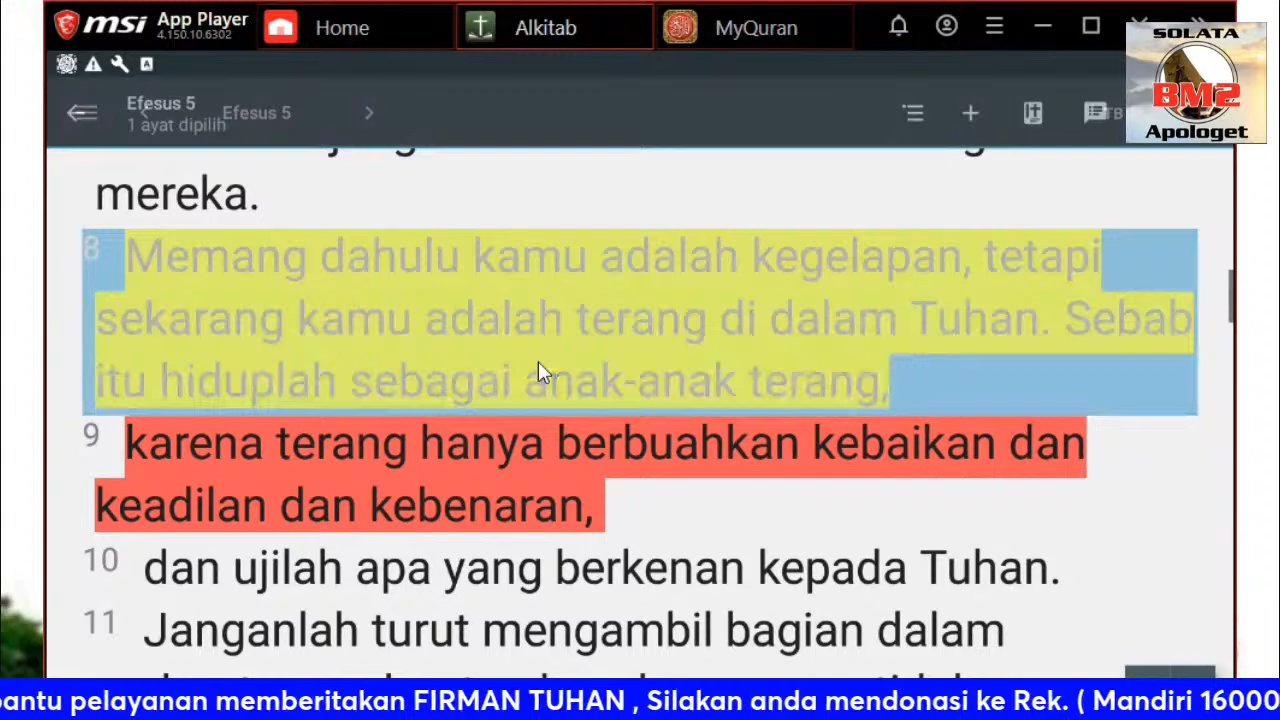 msi App Player
4.150.10.6302
Home
Alkitab
MyQuran
SOLATA
BM2
Apologet
Efesus 5
1 ayat dipilih
Efesus 5
TB
mereka.
8 Memang dahulu kamu adalah kegelapan, tetapi
sekarang kamu adalah terang di dalam Tuhan. Sebab
itu hiduplah sebagai anak-anak terang,
9 karena terang hanya berbuahkan kebaikan dan
keadilan dan kebenaran,
10 dan ujilah apa yang berkenan kepada Tuhan.
11 Janganlah turut mengambil bagian dalam
bantu pelayanan memberitakan FIRMAN TUHAN , Silakan anda mendonasi ke Rek. ( Mandiri 16000